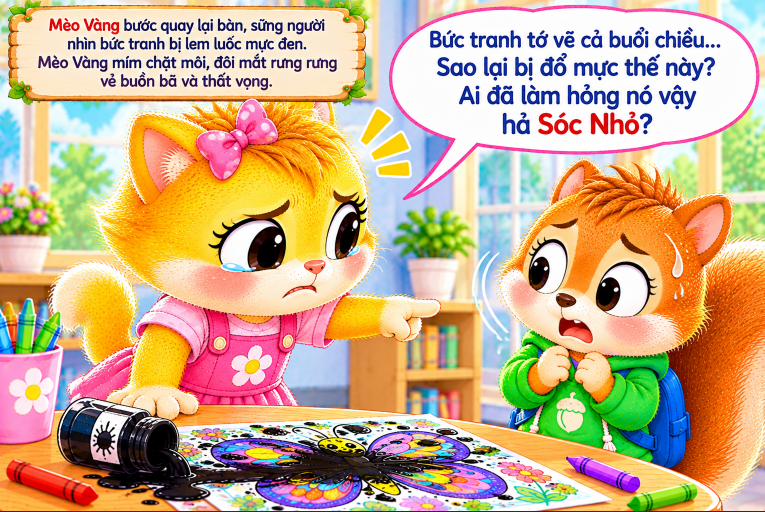 Mèo Vàng bước quay lại bàn, sững người
nhìn bức tranh bị lem luốc mực đen.
Mèo Vàng mím chặt môi, đôi mắt rưng rưng
vẻ buồn bã và thất vọng.
Bức tranh tớ vẽ cả buổi chiều...
Sao lại bị đổ mực thế này?
Ai đã làm hỏng nó vậy
hả Sóc Nhỏ?